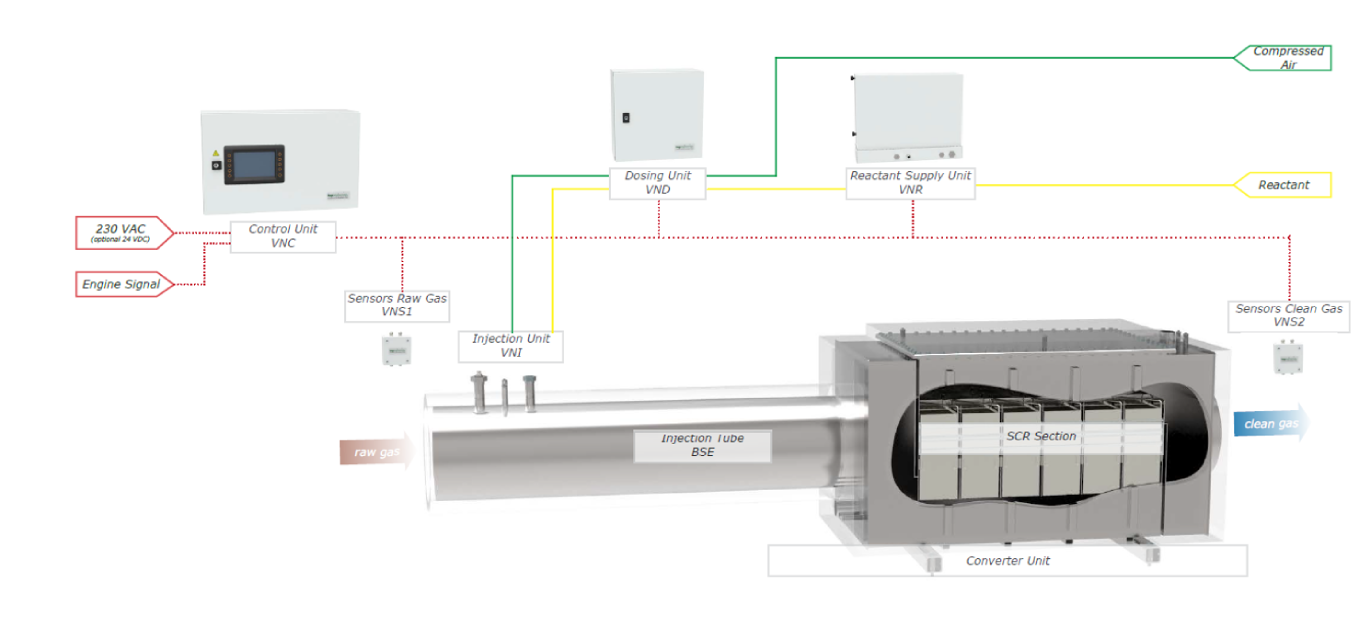 Compressed
Air
Dosing Unit
VND
Reactant Supply Unit
VNR
Reactant
230 VAC
(optional 24 VDC)
Control Unit
VNC
Engine Signal
Sensors Raw Gas
VNS1
Injection Unit
VNI
Sensors Clean Gas
VNS2
raw gas
Injection Tube
BSE
SCR Section
clean gas
Converter Unit